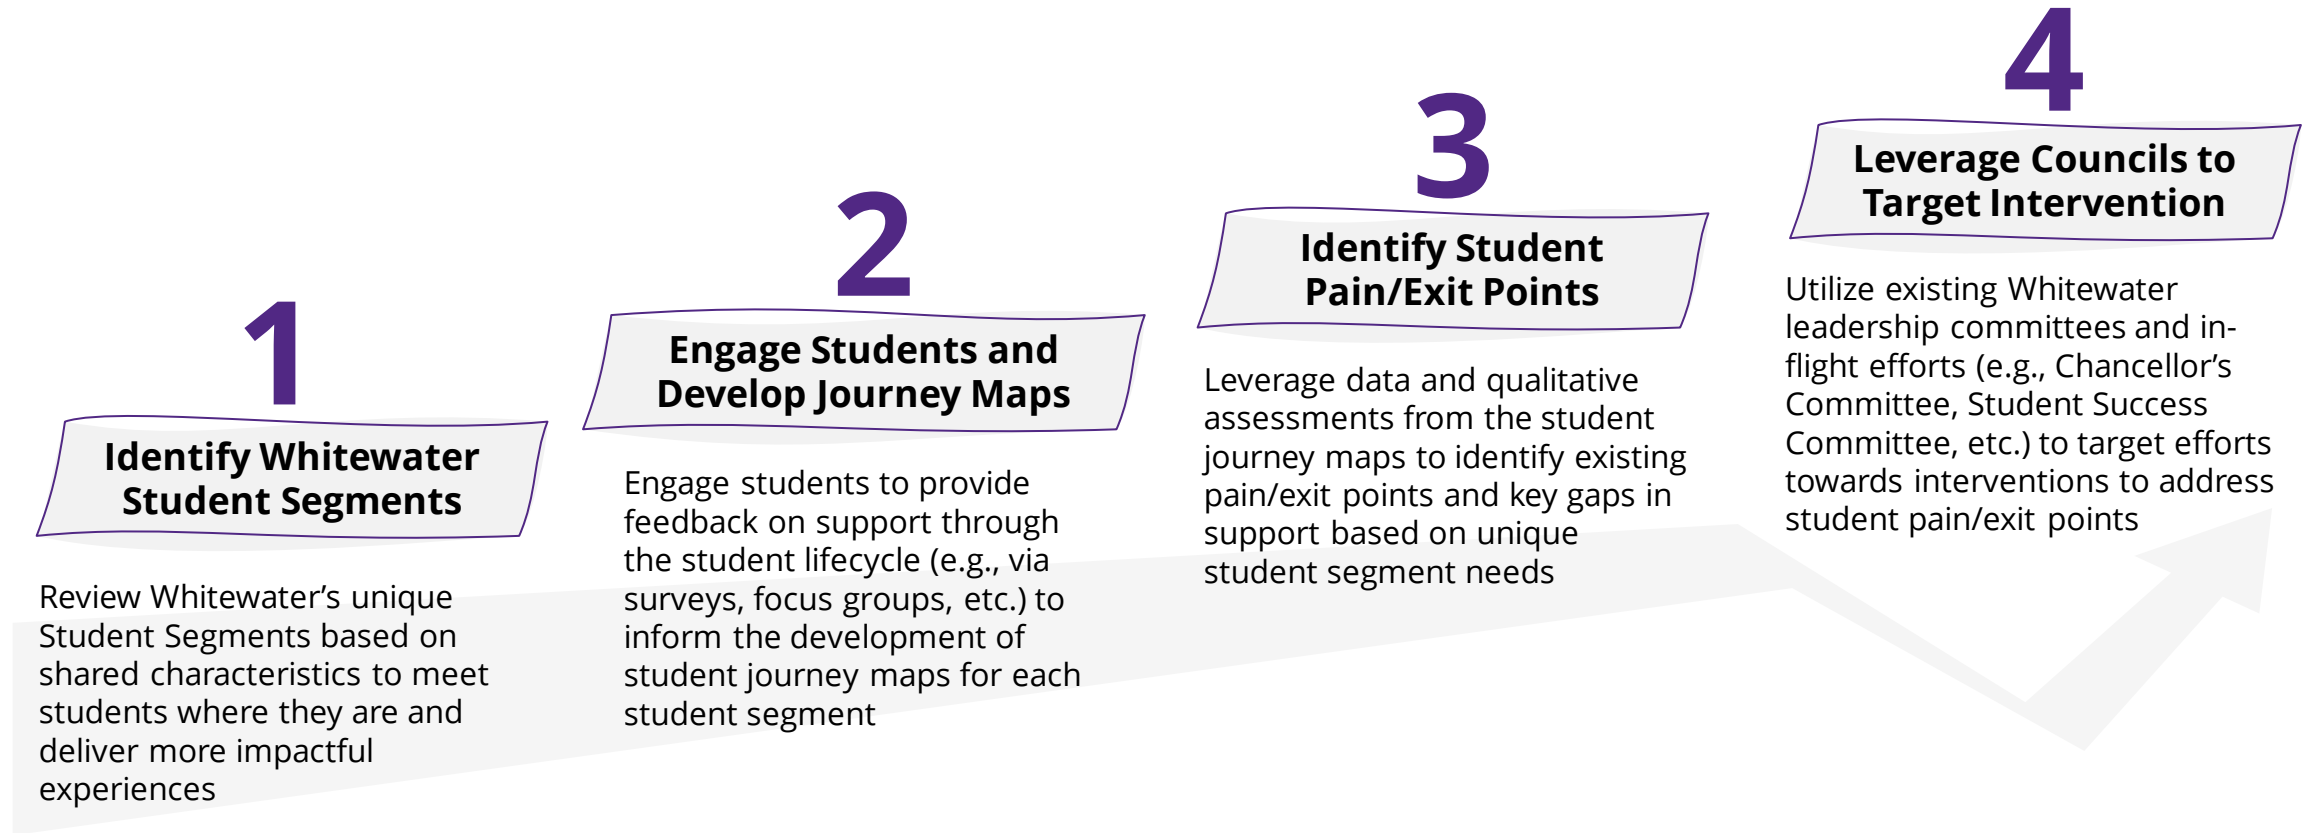 1
Identify Whitewater
Student Segments
Review Whitewater’s unique
Student Segments based on
shared characteristics to meet
students where they are and
deliver more impactful
experiences
2
Engage Students and
Develop Journey Maps
Engage students to provide
feedback on support through
the student lifecycle (e.g., via
surveys, focus groups, etc.) to
inform the development of
student journey maps for each
student segment
3
Identify Student
Pain/Exit Points
Leverage data and qualitative
assessments from the student
journey maps to identify existing
pain/exit points and key gaps in
support based on unique
student segment needs
4
Leverage Councils to
Target Intervention
Utilize existing Whitewater
leadership committees and in-
flight efforts (e.g., Chancellor’s
Committee, Student Success
Committee, etc.) to target efforts
towards interventions to address
student pain/exit points